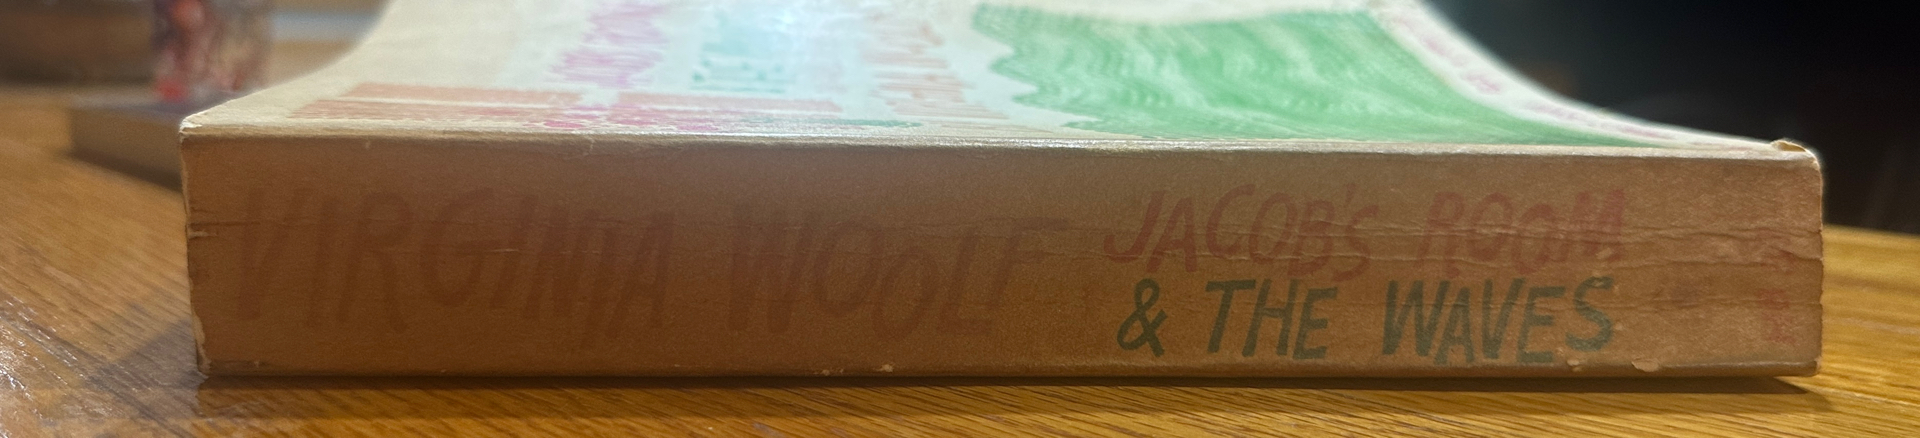 VIRGINIA WOOLF
JACOB'S ROOM
& THE WAVES